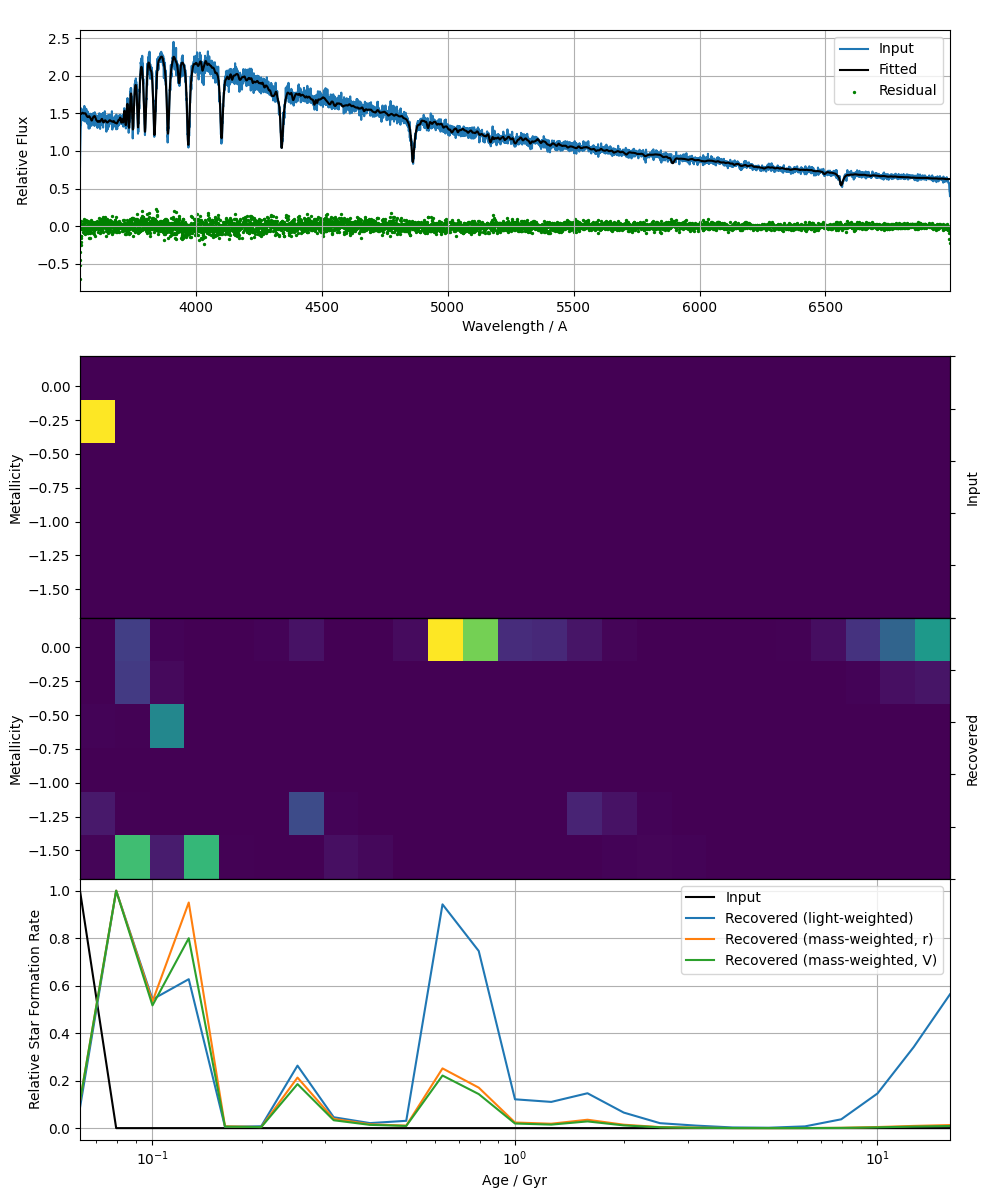 2.5
2.0
1.5
1.0
0.5
0.0
−0.5
Relative Flux
Input
Fitted
Residual
4000
4500
5000
5500
6000
6500
Wavelength / A
0.00
−0.25
−0.50
−0.75
−1.00
−1.25
−1.50
Metallicity
Input
0.00
−0.25
−0.50
−0.75
−1.00
−1.25
−1.50
Metallicity
Recovered
1.0
0.8
0.6
0.4
0.2
0.0
Relative Star Formation Rate
Input
Recovered (light-weighted)
Recovered (mass-weighted, r)
Recovered (mass-weighted, V)
10⁻¹
10⁰
10¹
Age / Gyr